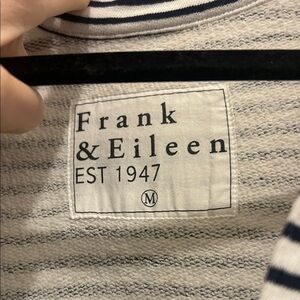 Frank
& Eileen
EST 1947
M